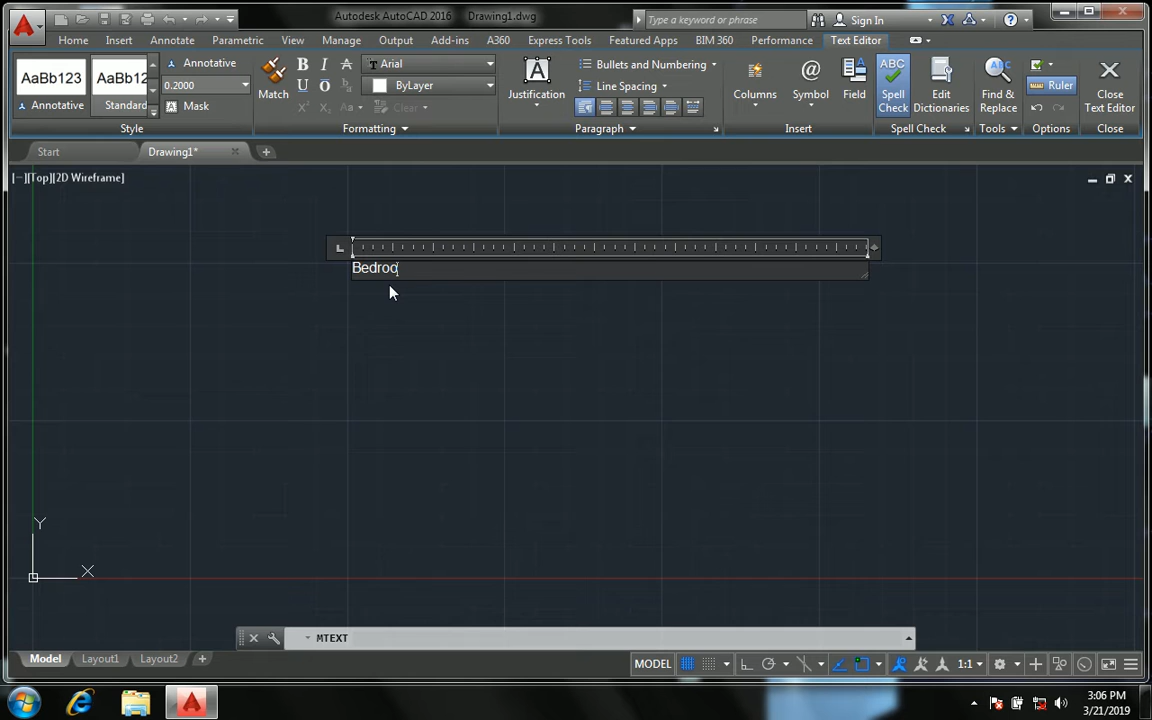 Autodesk AutoCAD 2016 Drawing1.dwg
Type a keyword or phrase
Sign In
Home Insert Annotate Parametric View Manage Output Add-ins A360 Express Tools Featured Apps BIM 360 Performance Text Editor
AaBb123
Annotative
AaBb12
Standard
Annotative
0.2000
Mask
Style
Match
Arial
ByLayer
Formatting
Justification
Bullets and Numbering
Line Spacing
Paragraph
Columns
Symbol
Field
Insert
ABC
Spell
Check
Edit
Dictionaries
Spell Check
Find &
Replace
Tools
Ruler
Options
Close
Text Editor
Close
Start
Drawing1*
[−][Top][2D Wireframe]
Bedroo
Y
X
MTEXT
Model Layout1 Layout2
MODEL
1:1
3:06 PM
3/21/2019